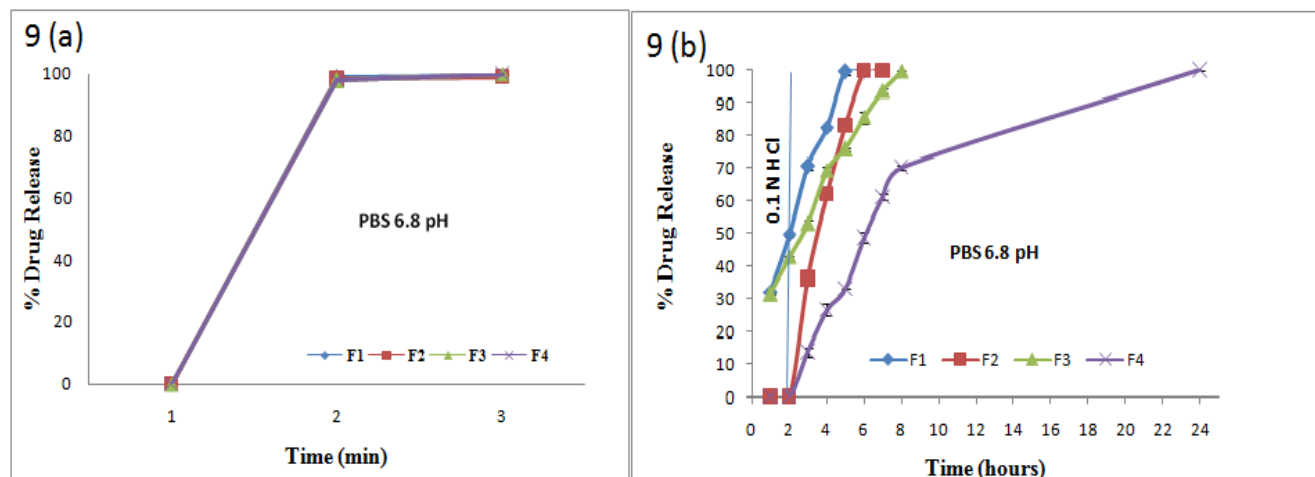 9 (a)
% Drug Release
100
80
60
40
20
0
PBS 6.8 pH
F1 F2 F3 F4
1 2 3
Time (min)
9 (b)
% Drug Release
100
90
80
70
60
50
40
30
20
10
0
0.1 N HCl
PBS 6.8 pH
F1 F2 F3 F4
0 2 4 6 8 10 12 14 16 18 20 22 24
Time (hours)